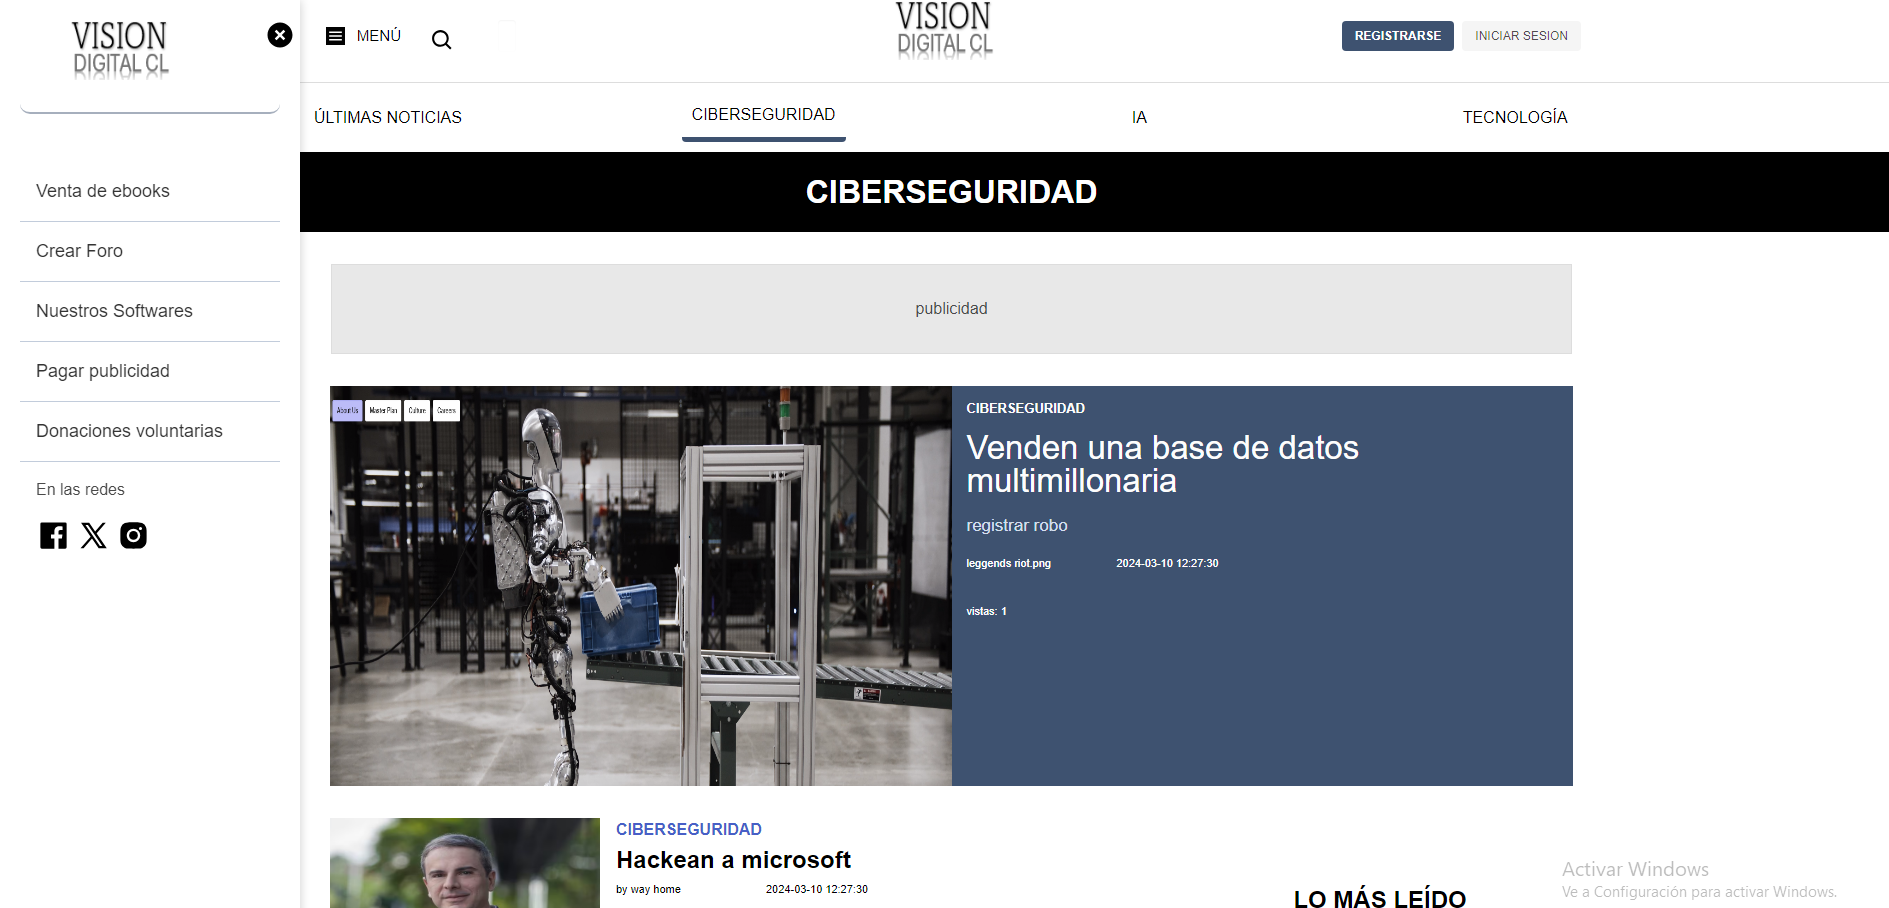 VISION
DIGITAL CL
Venta de ebooks
Crear Foro
Nuestros Softwares
Pagar publicidad
Donaciones voluntarias
En las redes
MENÚ
VISION
DIGITAL CL
REGISTRARSE
INICIAR SESION
ÚLTIMAS NOTICIAS
CIBERSEGURIDAD
IA
TECNOLOGÍA
CIBERSEGURIDAD
publicidad
About Us
Master Plan
Culture
Careers
CIBERSEGURIDAD
Venden una base de datos
multimillonaria
registrar robo
leggends riot.png
2024-03-10 12:27:30
vistas: 1
CIBERSEGURIDAD
Hackean a microsoft
by way home
2024-03-10 12:27:30
LO MÁS LEÍDO
Activar Windows
Ve a Configuración para activar Windows.